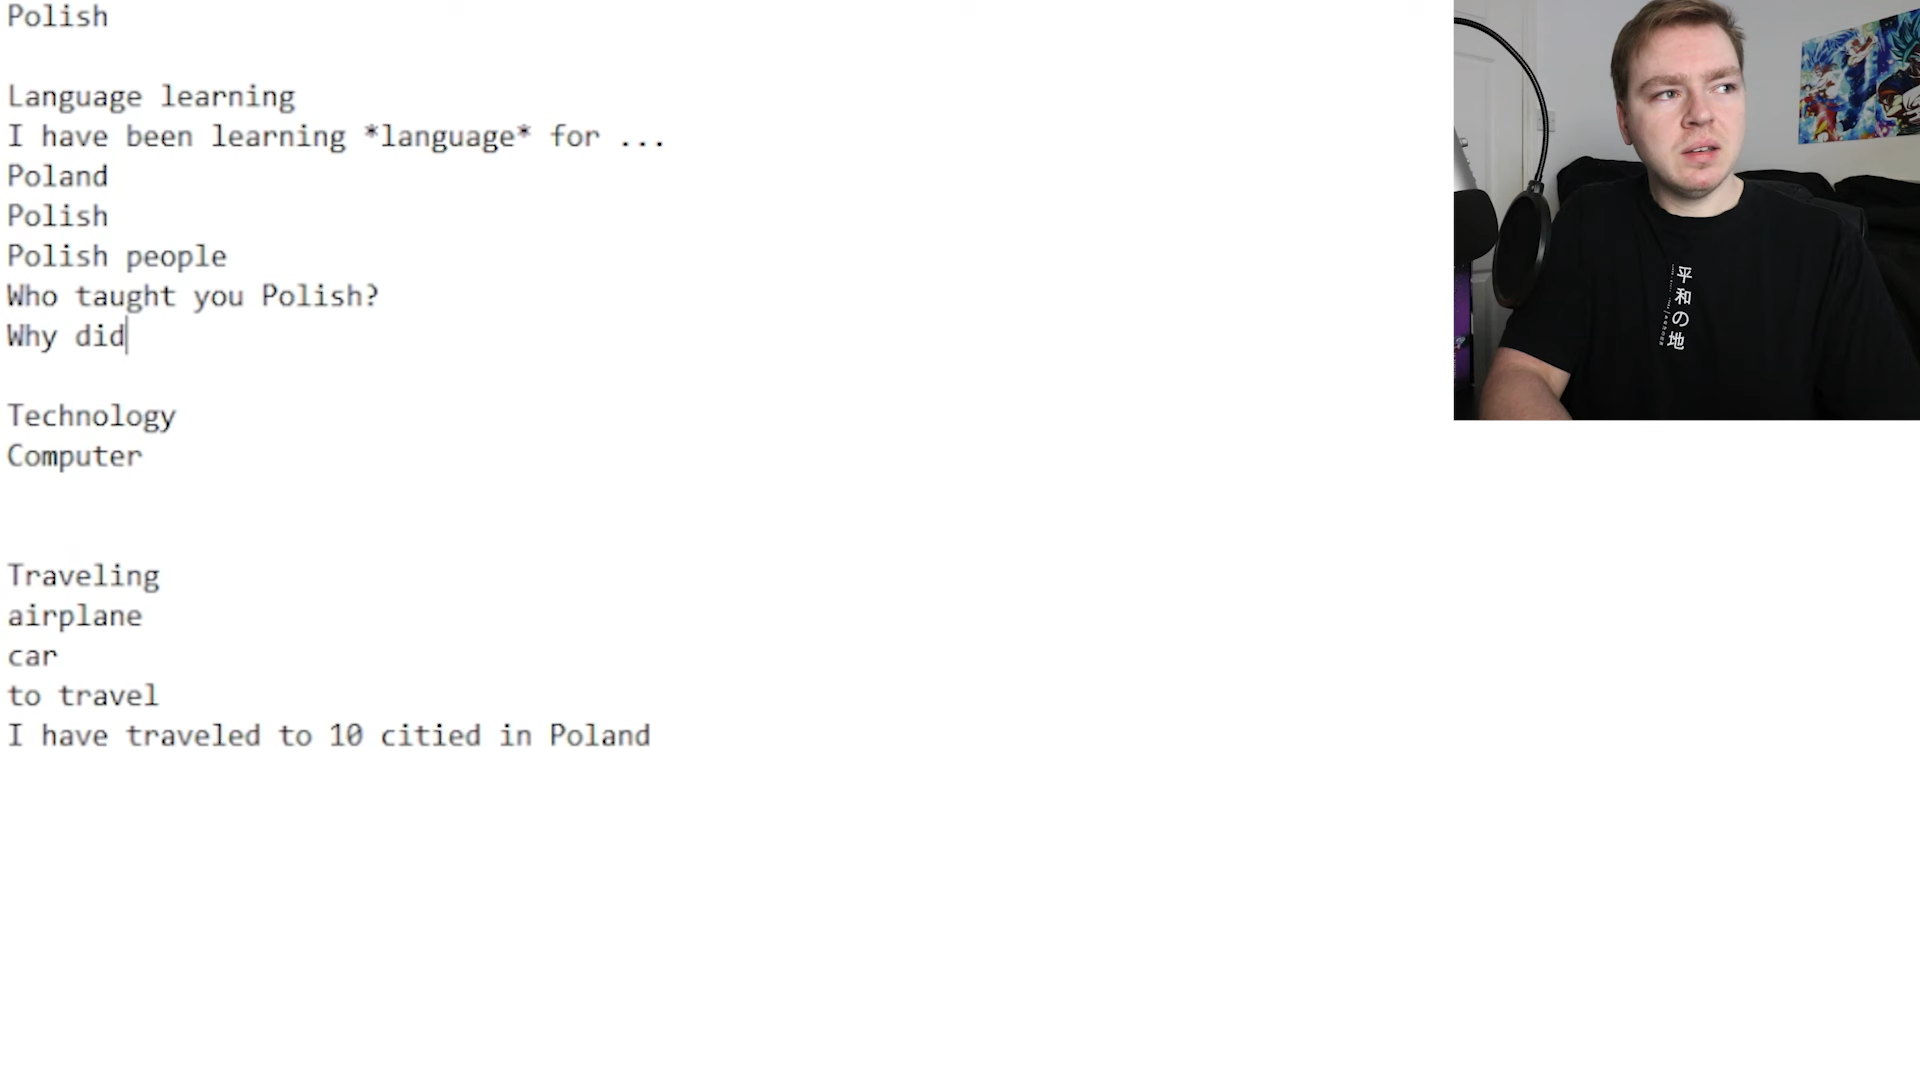 Polish
Language learning
I have been learning *language* for ...
Poland
Polish
Polish people
Who taught you Polish?
Why did
Technology
Computer
Traveling
airplane
car
to travel
I have traveled to 10 citied in Poland
平和の地